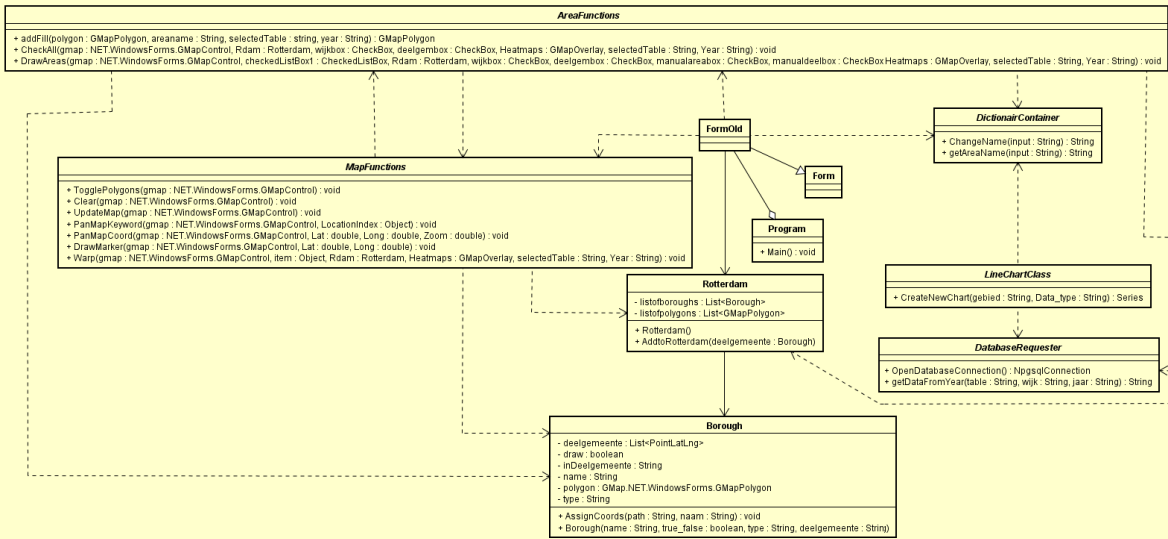 AreaFunctions
+ addFill(polygon : GMapPolygon, areaname : String, selectedTable : string, year : String) : GMapPolygon
+ CheckAll(gmap : NET.WindowsForms.GMapControl, Rdam : Rotterdam, wijkbox : CheckBox, deelgembox : CheckBox, Heatmaps : GMapOverlay, selectedTable : String, Year : String) : void
+ DrawAreas(gmap : NET.WindowsForms.GMapControl, checkedListBox1 : CheckedListBox, Rdam : Rotterdam, wijkbox : CheckBox, deelgembox : CheckBox, manualareabox : CheckBox, manualdeelbox : CheckBox Heatmaps : GMapOverlay, selectedTable : String, Year : String) : void
FormOld
DictionairContainer
+ ChangeName(input : String) : String
+ getAreaName(input : String) : String
MapFunctions
+ TogglePolygons(gmap : NET.WindowsForms.GMapControl) : void
+ Clear(gmap : NET.WindowsForms.GMapControl) : void
+ UpdateMap(gmap : NET.WindowsForms.GMapControl) : void
+ PanMapKeyword(gmap : NET.WindowsForms.GMapControl, LocationIndex : Object) : void
+ PanMapCoord(gmap : NET.WindowsForms.GMapControl, Lat : double, Long : double, Zoom : double) : void
+ DrawMarker(gmap : NET.WindowsForms.GMapControl, Lat : double, Long : double) : void
+ Warp(gmap : NET.WindowsForms.GMapControl, item : Object, Rdam : Rotterdam, Heatmaps : GMapOverlay, selectedTable : String, Year : String) : void
Form
Program
+ Main() : void
Rotterdam
- listofboroughs : List<Borough>
- listofpolygons : List<GMapPolygon>
+ Rotterdam()
+ AddtoRotterdam(deelgemeente : Borough)
LineChartClass
+ CreateNewChart(gebied : String, Data_type : String) : Series
DatabaseRequester
+ OpenDatabaseConnection() : NpgsqlConnection
+ getDataFromYear(table : String, wijk : String, jaar : String) : String
Borough
- deelgemeente : List<PointLatLng>
- draw : boolean
- inDeelgemeente : String
- name : String
- polygon : GMap.NET.WindowsForms.GMapPolygon
- type : String
+ AssignCoords(path : String, naam : String) : void
+ Borough(name : String, true_false : boolean, type : String, deelgemeente : String)